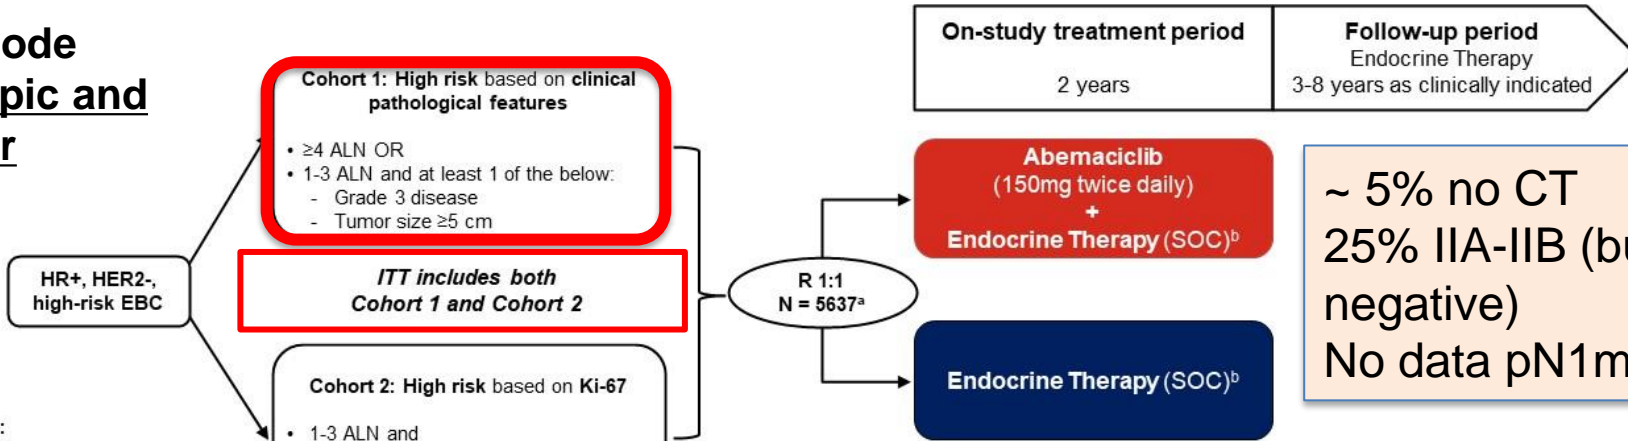 ode
pic and
r
Cohort 1: High risk based on clinical
pathological features
• ≥4 ALN OR
• 1-3 ALN and at least 1 of the below:
- Grade 3 disease
- Tumor size ≥5 cm
HR+, HER2-,
high-risk EBC
ITT includes both
Cohort 1 and Cohort 2
Cohort 2: High risk based on Ki-67
• 1-3 ALN and
:
R 1:1
N = 5637ᵃ
On-study treatment period
2 years
Follow-up period
Endocrine Therapy
3-8 years as clinically indicated
Abemaciclib
(150mg twice daily)
+
Endocrine Therapy (SOC)ᵇ
Endocrine Therapy (SOC)ᵇ
~ 5% no CT
25% IIA-IIB (bu
negative)
No data pN1m